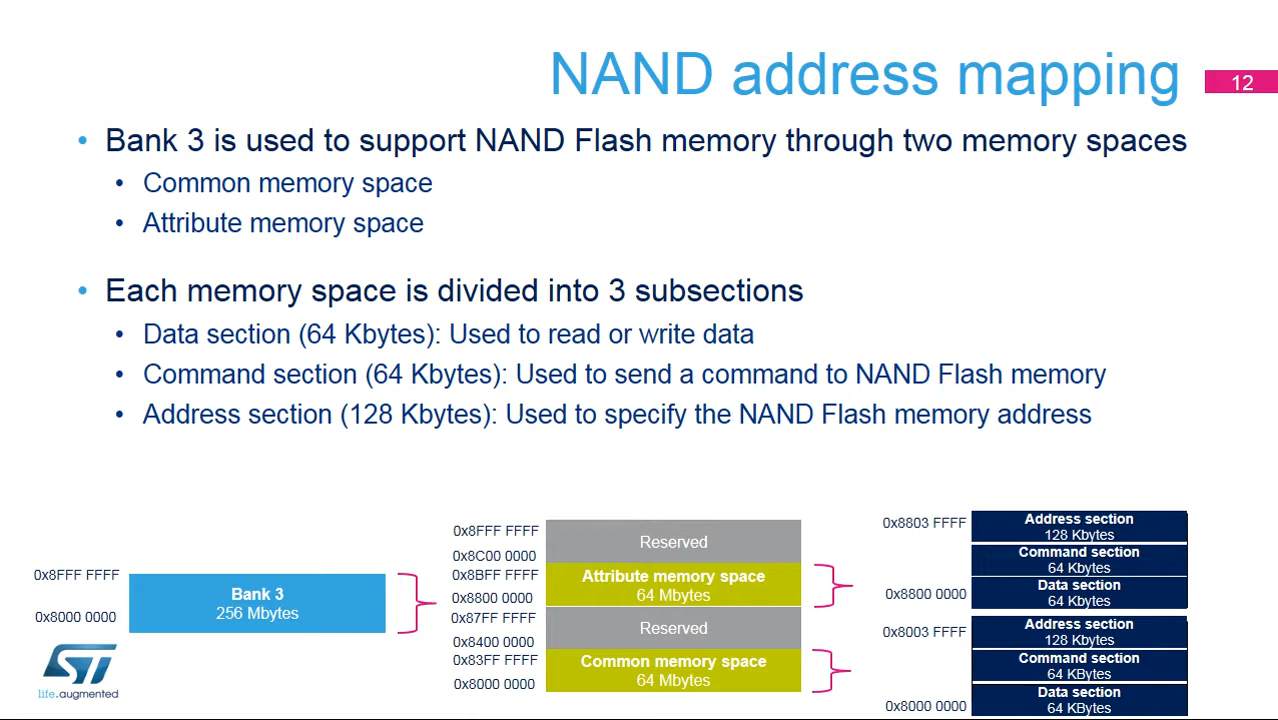 NAND address mapping
12
• Bank 3 is used to support NAND Flash memory through two memory spaces
• Common memory space
• Attribute memory space
• Each memory space is divided into 3 subsections
• Data section (64 Kbytes): Used to read or write data
• Command section (64 Kbytes): Used to send a command to NAND Flash memory
• Address section (128 Kbytes): Used to specify the NAND Flash memory address
0x8FFF FFFF
0x8000 0000
Bank 3
256 Mbytes
0x8FFF FFFF
0x8C00 0000
0x8BFF FFFF
0x8800 0000
0x87FF FFFF
0x8400 0000
0x83FF FFFF
0x8000 0000
Reserved
Attribute memory space
64 Mbytes
Reserved
Common memory space
64 Mbytes
0x8803 FFFF
0x8800 0000
0x8003 FFFF
0x8000 0000
Address section
128 Kbytes
Command section
64 Kbytes
Data section
64 Kbytes
Address section
128 Kbytes
Command section
64 KBytes
Data section
64 KBytes
ST
life.augmented